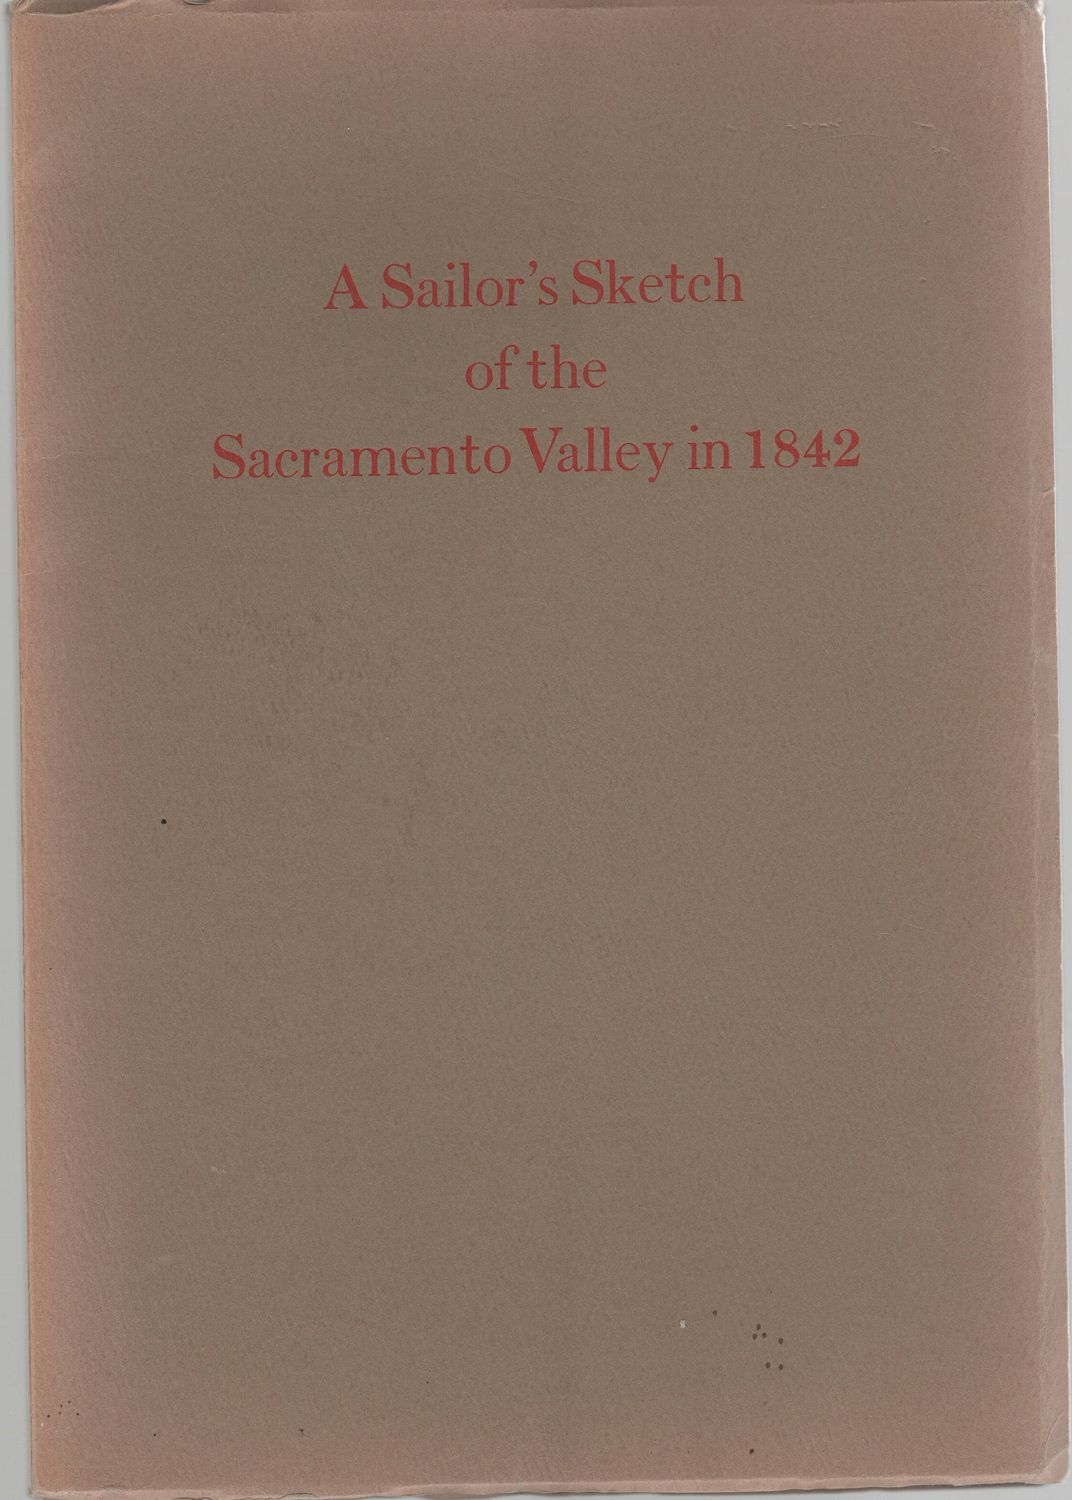 A Sailor's Sketch
of the
Sacramento Valley in 1842